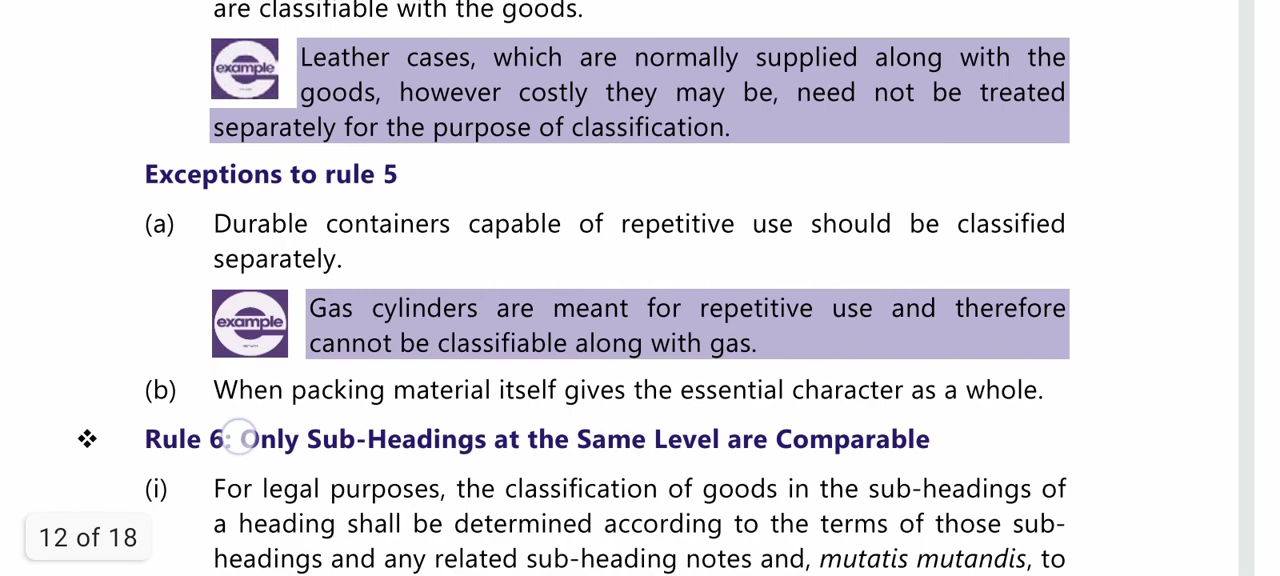 are classifiable with the goods.
example
Leather cases, which are normally supplied along with the
goods, however costly they may be, need not be treated
separately for the purpose of classification.
Exceptions to rule 5
(a) Durable containers capable of repetitive use should be classified
separately.
example
Gas cylinders are meant for repetitive use and therefore
cannot be classifiable along with gas.
(b) When packing material itself gives the essential character as a whole.
❖ Rule 6: Only Sub-Headings at the Same Level are Comparable
(i) For legal purposes, the classification of goods in the sub-headings of
a heading shall be determined according to the terms of those sub-
headings and any related sub-heading notes and, mutatis mutandis, to
12 of 18